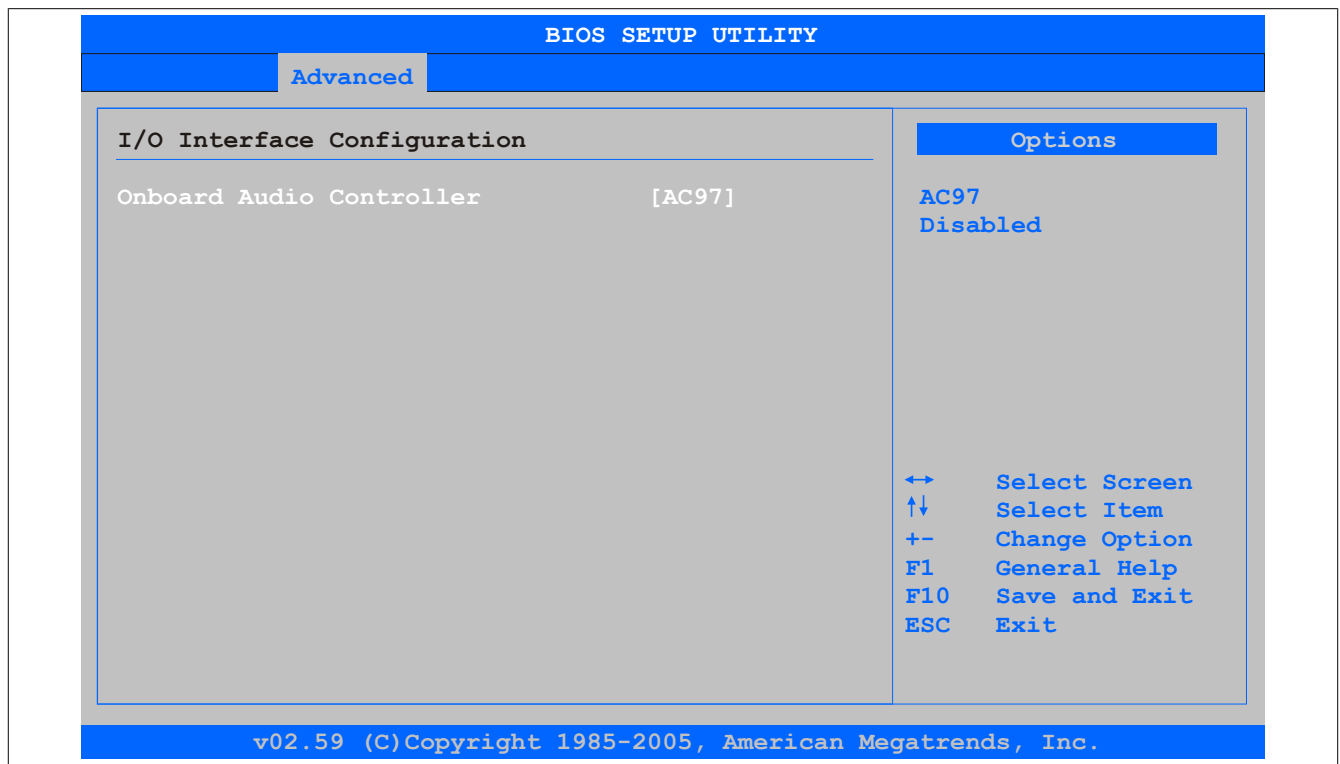 BIOS SETUP UTILITY
Advanced
I/O Interface Configuration
Onboard Audio Controller [AC97]
Options
AC97
Disabled
↔ Select Screen
↑↓ Select Item
+- Change Option
F1 General Help
F10 Save and Exit
ESC Exit
v02.59 (C)Copyright 1985-2005, American Megatrends, Inc.